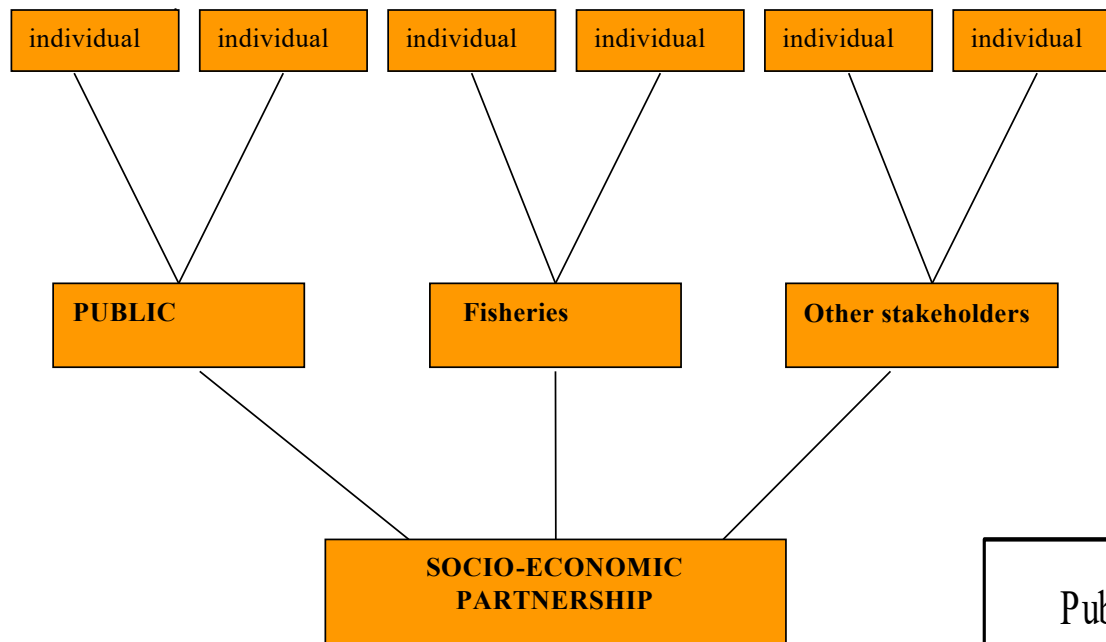 individual
individual
individual
individual
individual
individual
PUBLIC
Fisheries
Other stakeholders
SOCIO-ECONOMIC
PARTNERSHIP